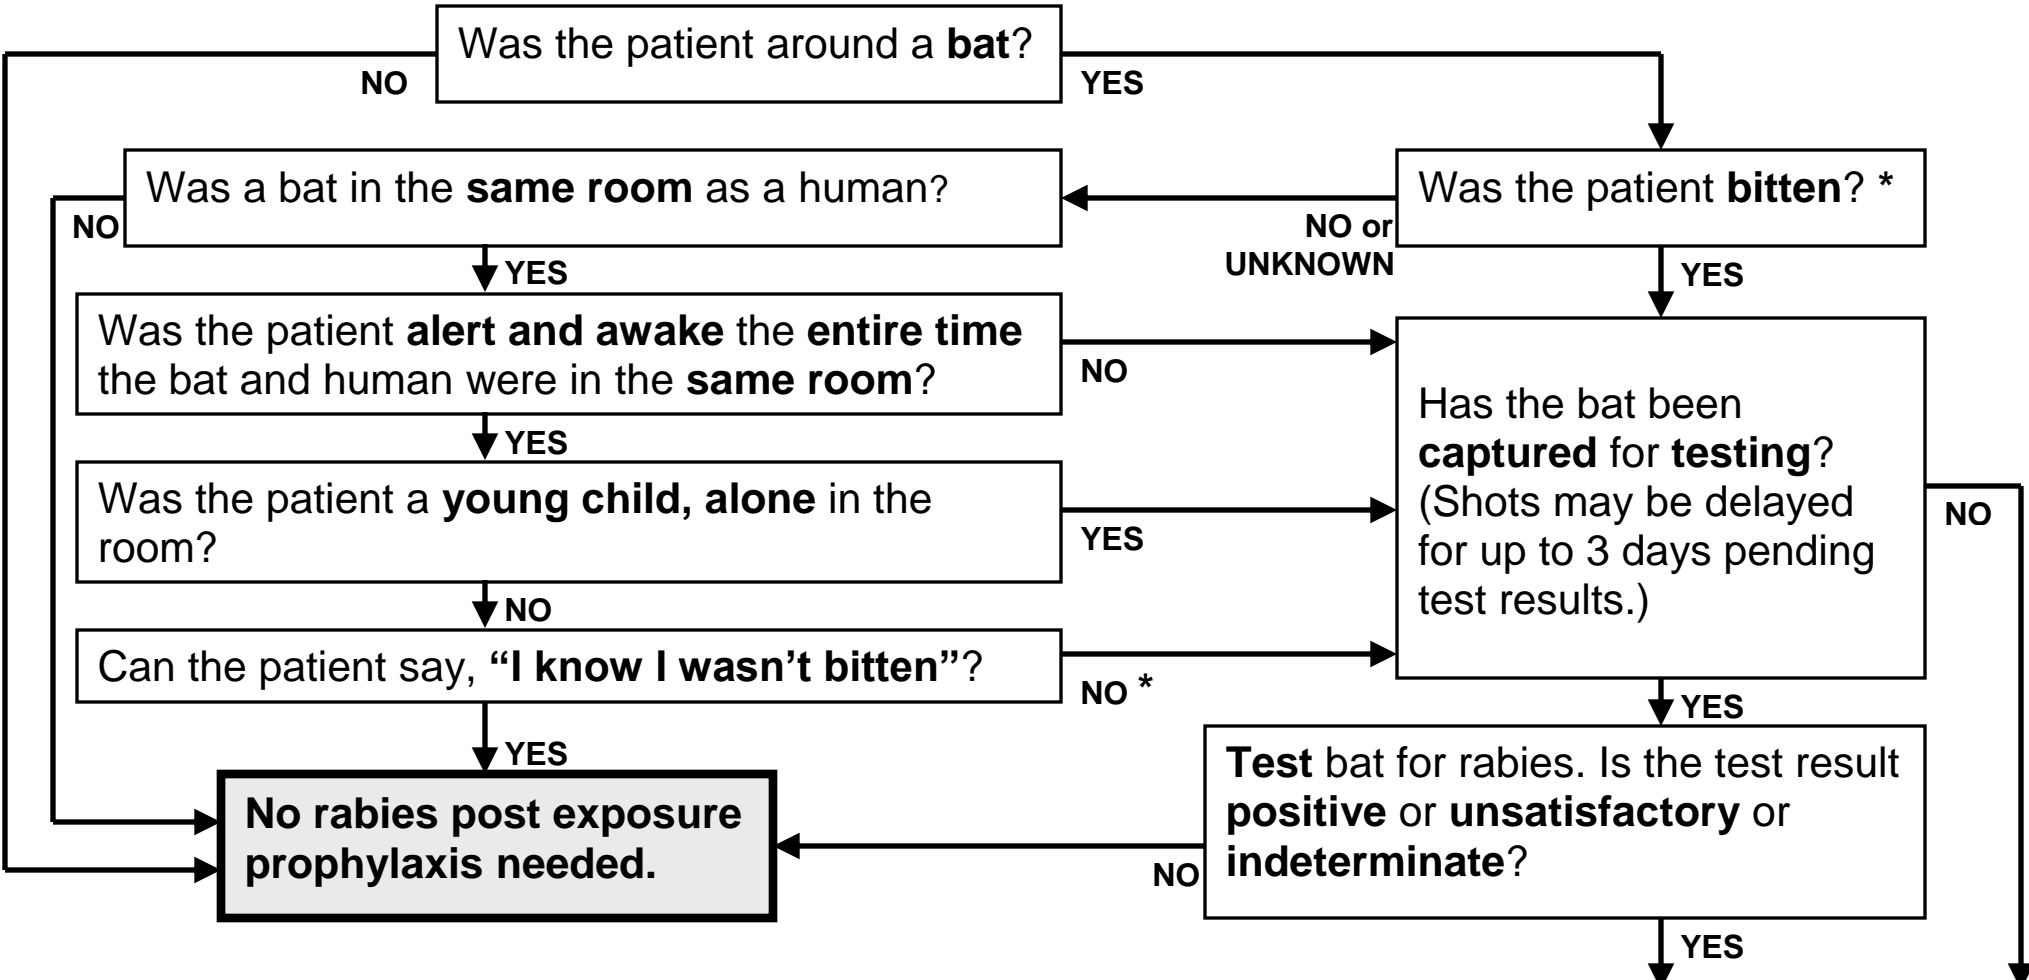 Was the patient around a bat?
NO
YES
Was a bat in the same room as a human?
Was the patient bitten? *
NO
NO or
UNKNOWN
YES
YES
Was the patient alert and awake the entire time
the bat and human were in the same room?
NO
YES
Was the patient a young child, alone in the
room?
YES
NO
Has the bat been
captured for testing?
(Shots may be delayed
for up to 3 days pending
test results.)
NO
Can the patient say, “I know I wasn't bitten”?
NO *
YES
YES
No rabies post exposure
prophylaxis needed.
Test bat for rabies. Is the test result
positive or unsatisfactory or
indeterminate?
NO
YES